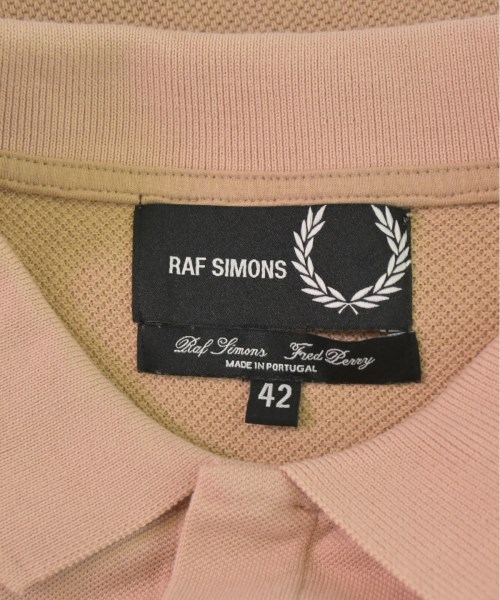 RAF SIMONS
Raf Simons Fred Perry
MADE IN PORTUGAL
42